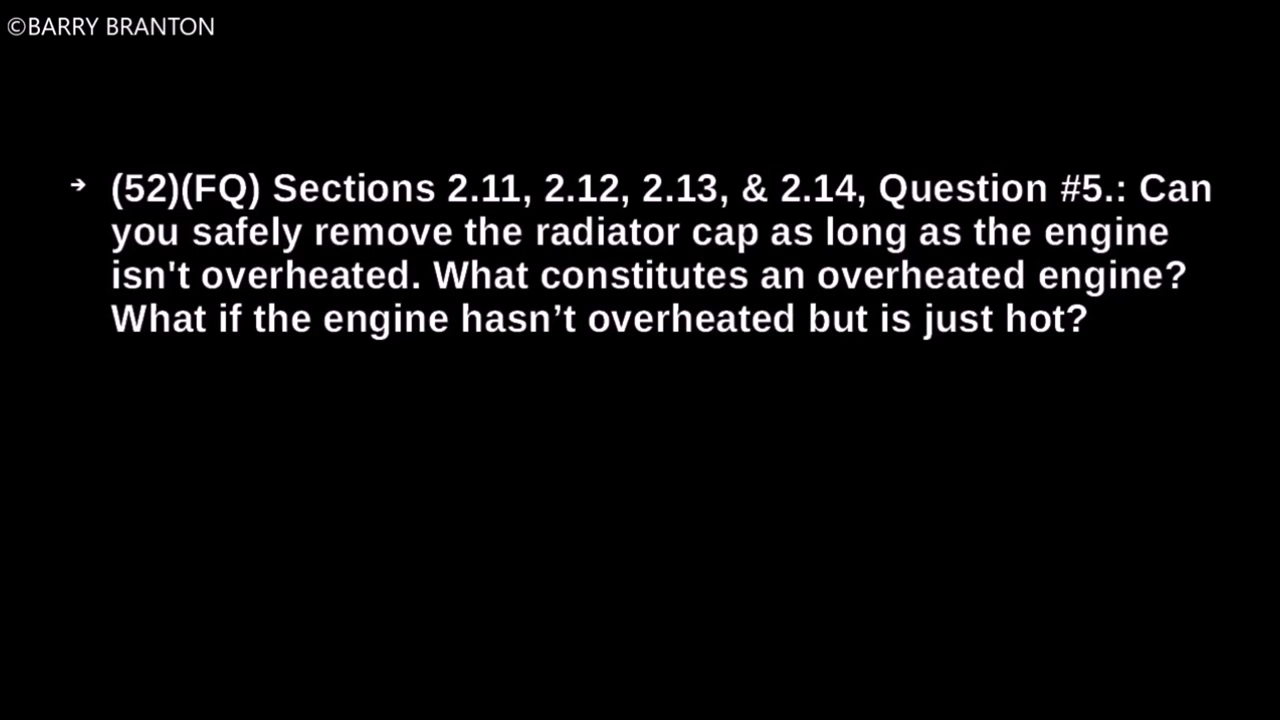 ©BARRY BRANTON
➔ (52)(FQ) Sections 2.11, 2.12, 2.13, & 2.14, Question #5.: Can
you safely remove the radiator cap as long as the engine
isn't overheated. What constitutes an overheated engine?
What if the engine hasn’t overheated but is just hot?